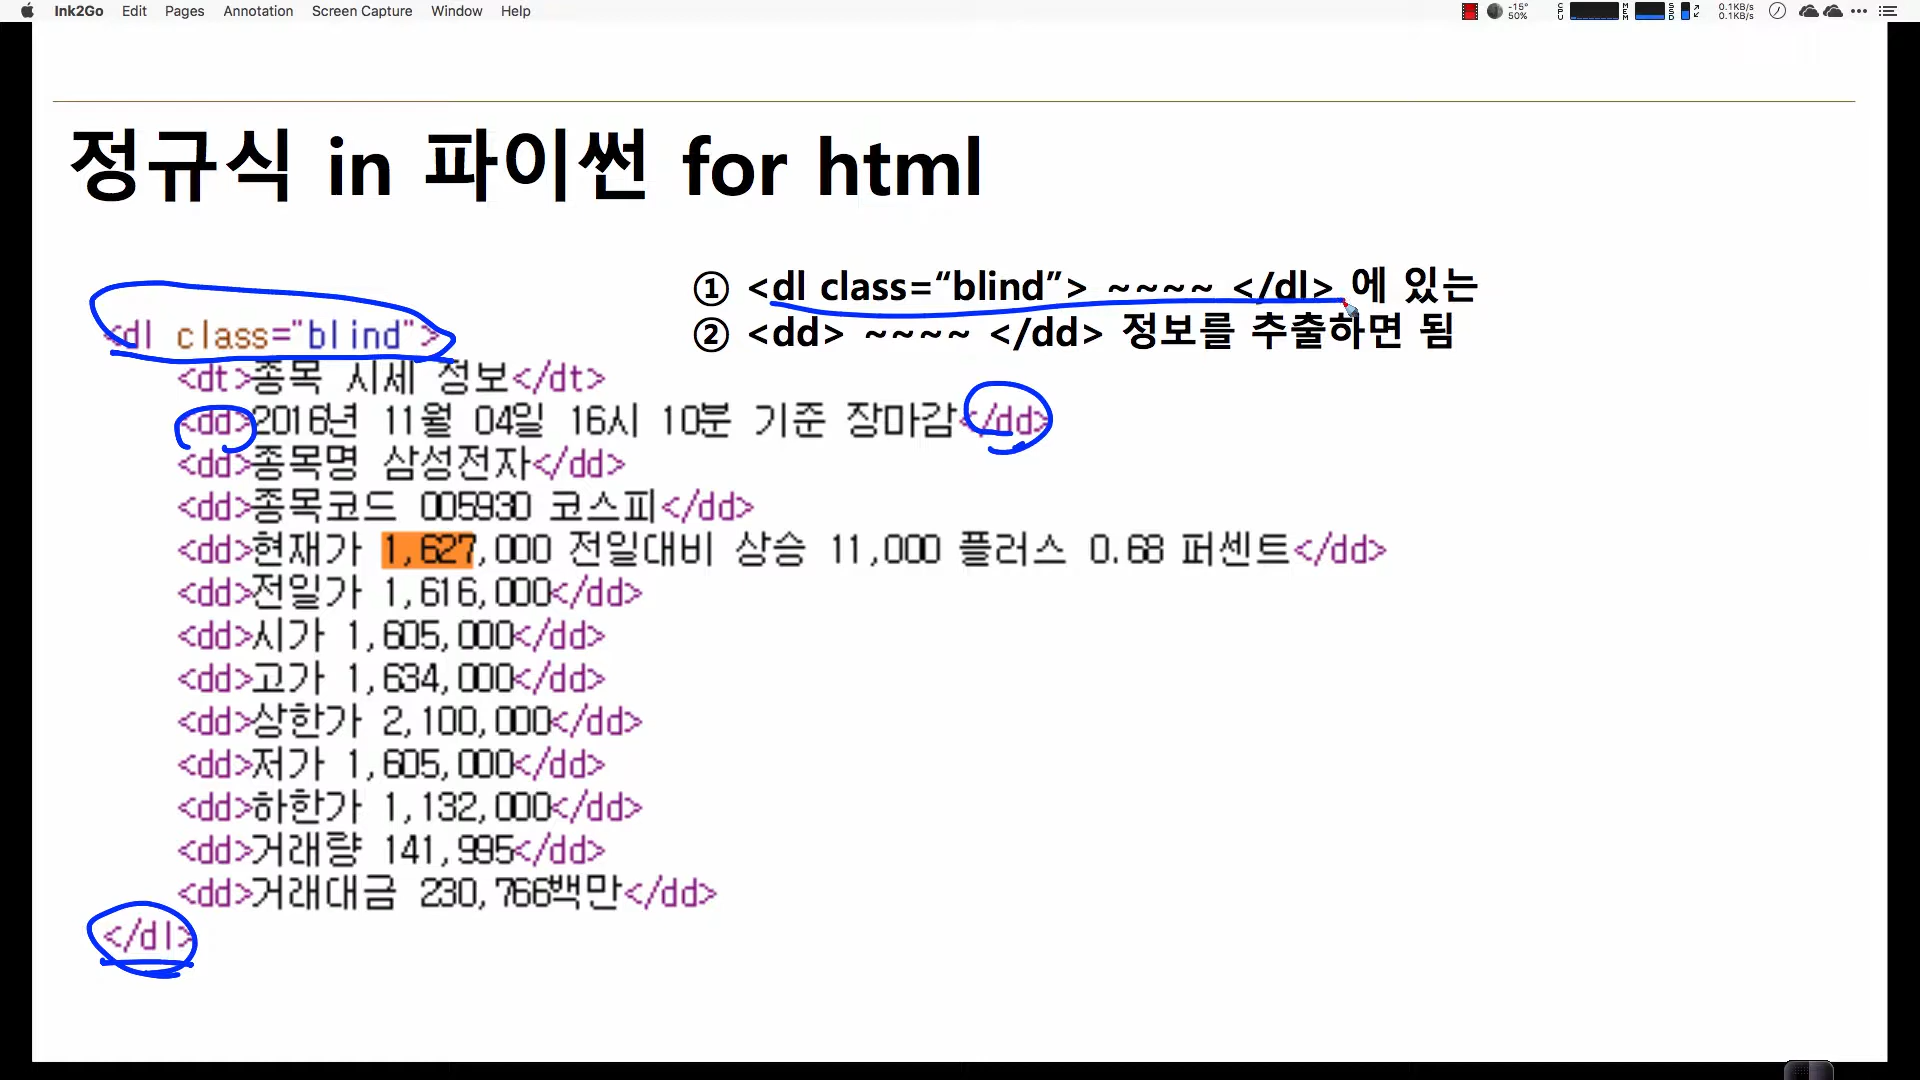 Ink2Go Edit Pages Annotation Screen Capture Window Help -15° 50% CPU MEM SSD 0.1KB/s 0.1KB/s
정규식 in 파이썬 for html
① <dl class=“blind”> ~~~~ </dl> 에 있는
② <dd> ~~~~ </dd> 정보를 추출하면 됨
<dl class="blind">
<dt>종목 시세 정보</dt>
<dd>2016년 11월 04일 16시 10분 기준 장마감</dd>
<dd>종목명 삼성전자</dd>
<dd>종목코드 005930 코스피</dd>
<dd>현재가 1,627,000 전일대비 상승 11,000 플러스 0.68 퍼센트</dd>
<dd>전일가 1,616,000</dd>
<dd>시가 1,605,000</dd>
<dd>고가 1,634,000</dd>
<dd>상한가 2,100,000</dd>
<dd>저가 1,605,000</dd>
<dd>하한가 1,132,000</dd>
<dd>거래량 141,995</dd>
<dd>거래대금 230,766백만</dd>
</dl>